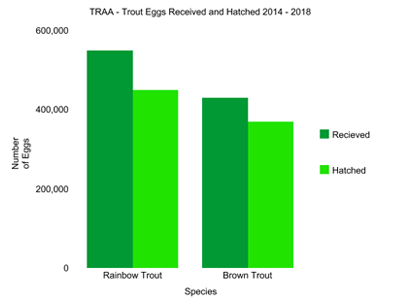 TRAA - Trout Eggs Received and Hatched 2014 - 2018
600,000
400,000
200,000
0
Number
of Eggs
Rainbow Trout
Brown Trout
Species
Recieved
Hatched